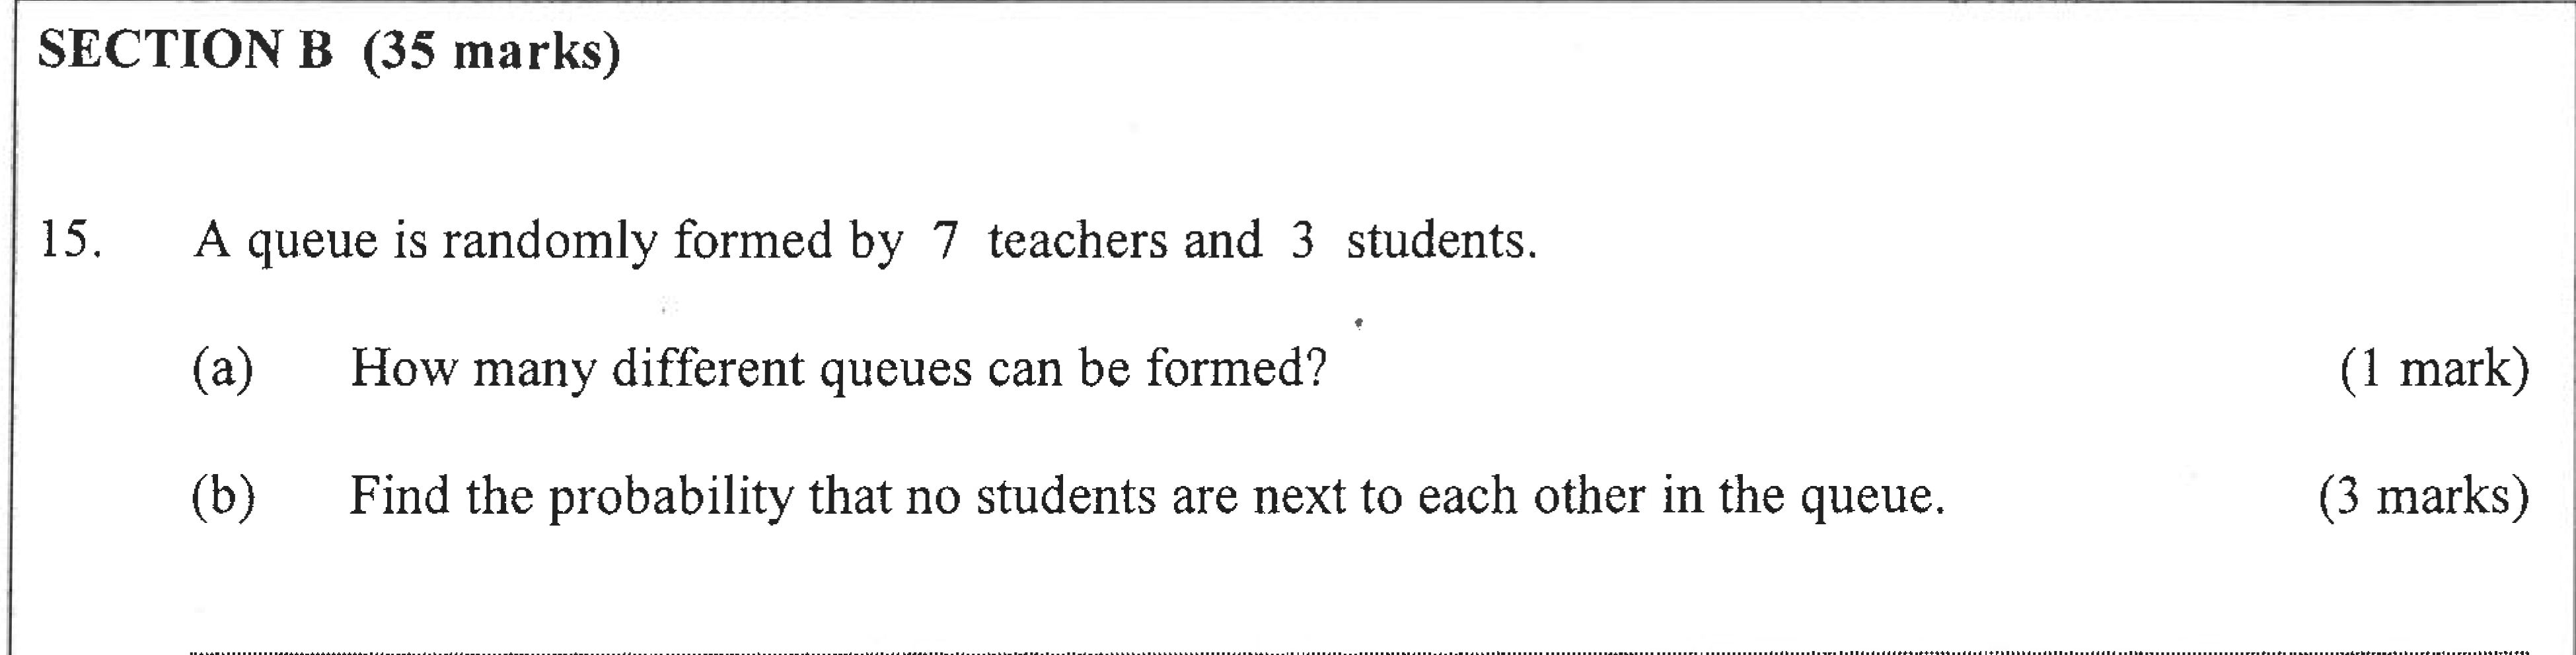 SECTION B (35 marks)
15. A queue is randomly formed by 7 teachers and 3 students.
(a) How many different queues can be formed? (1 mark)
(b) Find the probability that no students are next to each other in the queue. (3 marks)